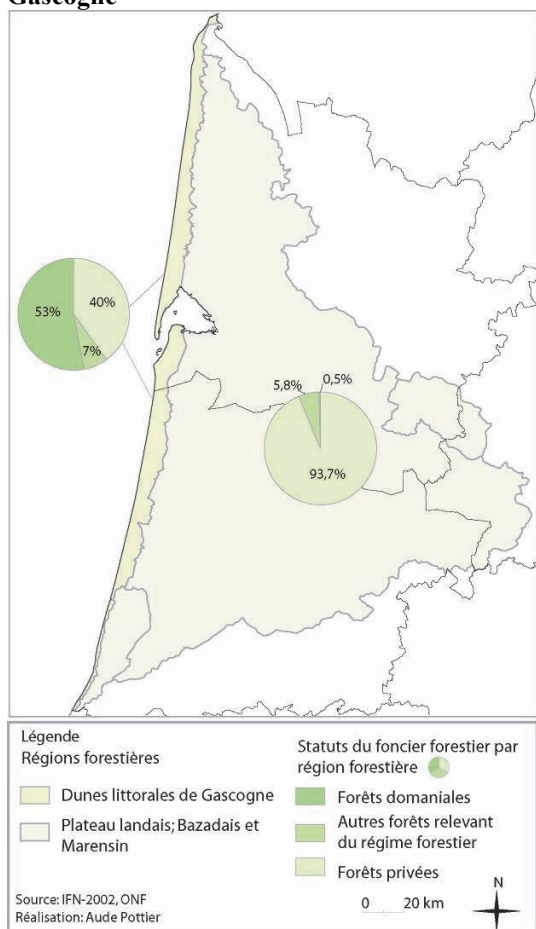 Gascogne
53%
40%
7%
5,8%
0,5%
93,7%
Légende
Régions forestières
Dunes littorales de Gascogne
Plateau landais; Bazadais et
Marensin
Source: IFN-2002, ONF
Réalisation: Aude Pottier
Statuts du foncier forestier par
région forestière
Forêts domaniales
Autres forêts relevant
du régime forestier
Forêts privées
0 20 km
N